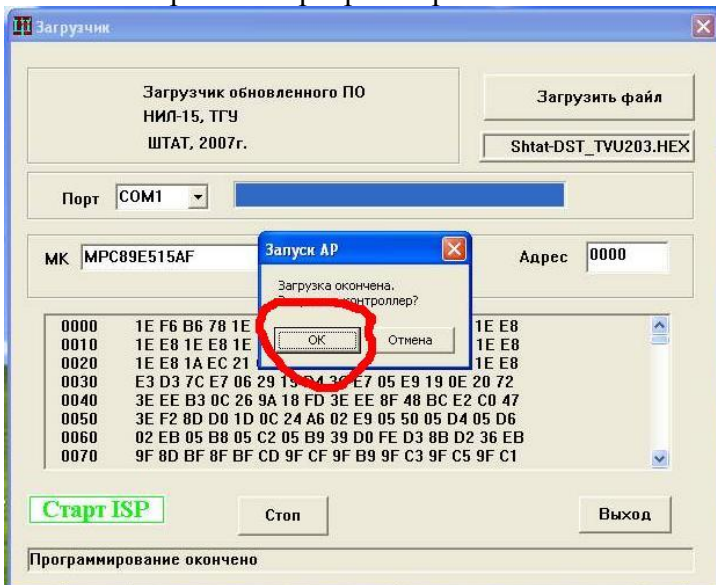 Загрузчик
Загрузчик обновленного ПО
НИЛ-15, ТГУ
ШТАТ, 2007г.
Загрузить файл
Shtat-DST_TVU203.HEX
Порт COM1
МК MPC89E515AF
Адрес 0000
Запуск АР
Загрузка окончена.
контроллер?
OK Отмена
0000 1E F6 B6 78 1E 1E E8
0010 1E E8 1E E8 1E 1E E8
0020 1E E8 1A EC 21 1E E8
0030 E3 D3 7C E7 06 29 19 E7 05 E9 19 0E 20 72
0040 3E EE B3 0C 26 9A 18 FD 3E EE 8F 48 BC E2 C0 47
0050 3E F2 8D D0 1D 0C 24 A6 02 E9 05 50 05 D4 05 D6
0060 02 EB 05 B8 05 C2 05 B9 39 D0 FE D3 8B D2 36 EB
0070 9F 8D BF 8F BF CD 9F CF 9F B9 9F C3 9F C5 9F C1
Старт ISP
Стоп
Выход
Программирование окончено